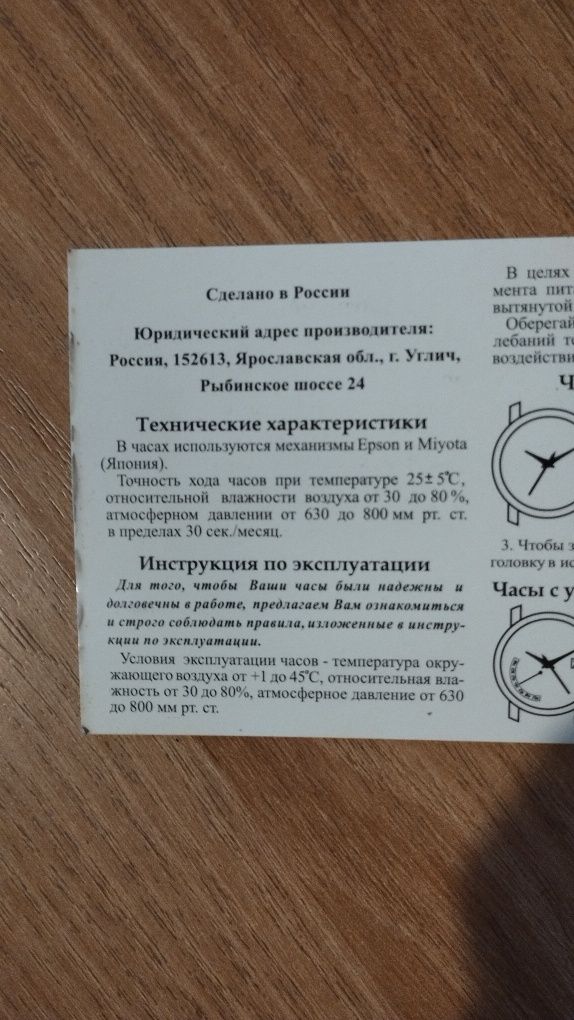 Сделано в России
Юридический адрес производителя:
Россия, 152613, Ярославская обл., г. Углич,
Рыбинское шоссе 24
Технические характеристики
В часах используются механизмы Epson и Miyota
(Япония).
Точность хода часов при температуре 25± 5°С,
относительной влажности воздуха от 30 до 80 %,
атмосферном давлении от 630 до 800 мм рт. ст.
в пределах 30 сек./месяц.
Инструкция по эксплуатации
Для того, чтобы Ваши часы были надежны и
долговечны в работе, предлагаем Вам ознакомиться
и строго соблюдать правила, изложенные в инстру-
кции по эксплуатации.
Условия эксплуатации часов - температура окру-
жающего воздуха от +1 до 45°С, относительная вла-
жность от 30 до 80%, атмосферное давление от 630
до 800 мм рт. ст.
В целях
мента пит
вытянутой
Оберегай
лебаний те
воздействи
Ч
3. Чтобы з
головку в ис
Часы с у